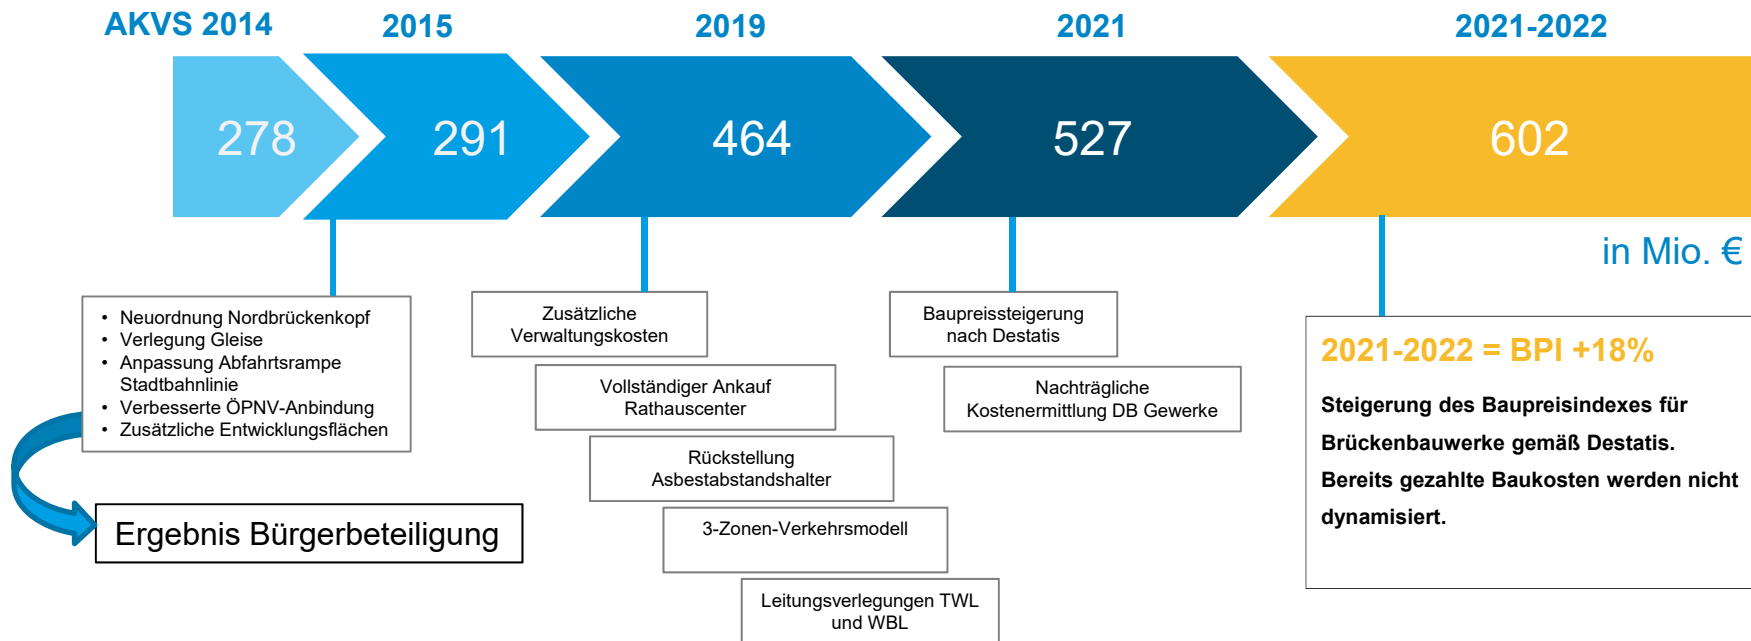 AKVS 2014
2015
2019
2021
2021-2022
278
291
464
527
602
in Mio. €
• Neuordnung Nordbrückenkopf
• Verlegung Gleise
• Anpassung Abfahrtsrampe
Stadtbahnlinie
• Verbesserte ÖPNV-Anbindung
• Zusätzliche Entwicklungsflächen
Ergebnis Bürgerbeteiligung
Zusätzliche
Verwaltungskosten
Vollständiger Ankauf
Rathauscenter
Rückstellung
Asbestabstandshalter
3-Zonen-Verkehrsmodell
Leitungsverlegungen TWL
und WBL
Baupreissteigerung
nach Destatis
Nachträgliche
Kostenermittlung DB Gewerke
2021-2022 = BPI +18%
Steigerung des Baupreisindexes für
Brückenbauwerke gemäß Destatis.
Bereits gezahlte Baukosten werden nicht
dynamisiert.